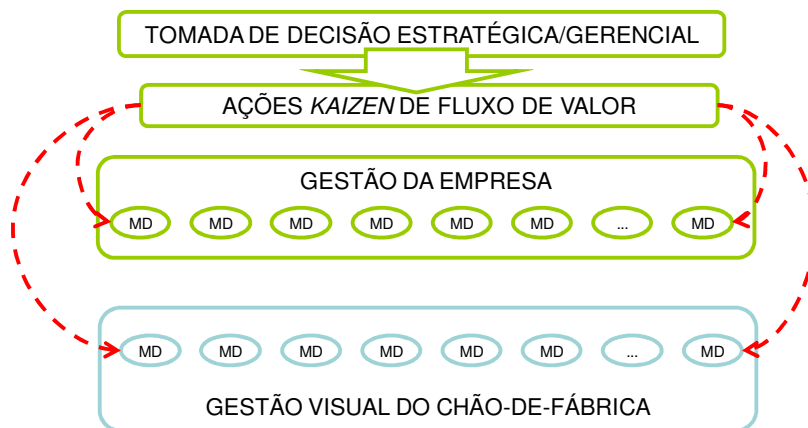 TOMADA DE DECISÃO ESTRATÉGICA/GERENCIAL
AÇÕES KAIZEN DE FLUXO DE VALOR
GESTÃO DA EMPRESA
MD MD MD MD MD MD ... MD
MD MD MD MD MD MD ... MD
GESTÃO VISUAL DO CHÃO-DE-FÁBRICA